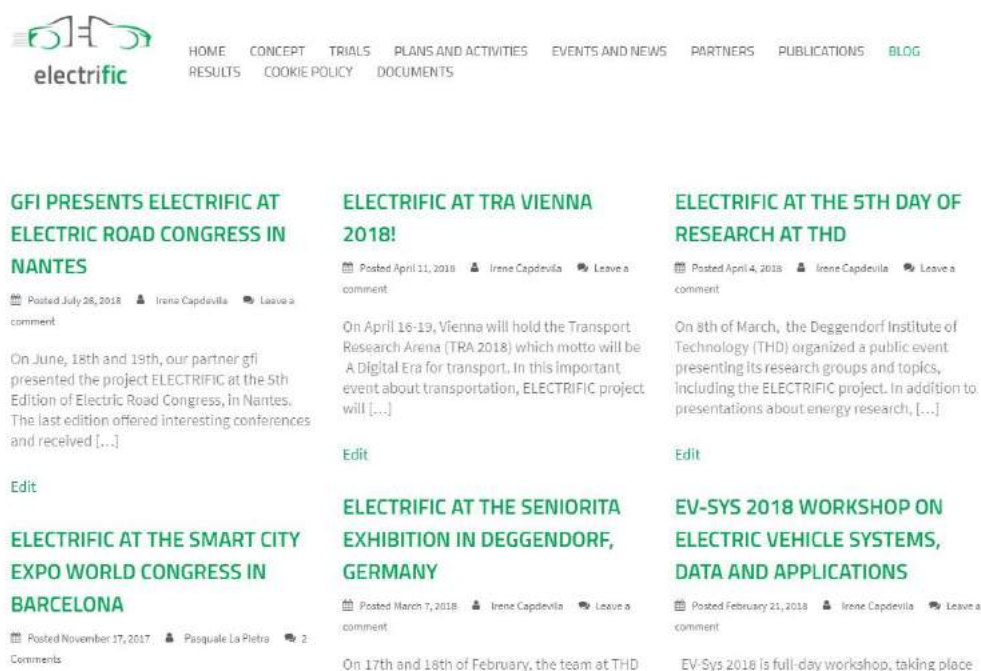 electrific
HOME CONCEPT TRIALS PLANS AND ACTIVITIES EVENTS AND NEWS PARTNERS PUBLICATIONS BLOG
RESULTS COOKIE POLICY DOCUMENTS
GFI PRESENTS ELECTRIFIC AT
ELECTRIC ROAD CONGRESS IN
NANTES
Posted July 26, 2018 Irene Capdevila Leave a
comment
On June, 18th and 19th, our partner gfi
presented the project ELECTRIFIC at the 5th
Edition of Electric Road Congress, in Nantes.
The last edition offered interesting conferences
and received [...]
Edit
ELECTRIFIC AT THE SMART CITY
EXPO WORLD CONGRESS IN
BARCELONA
Posted November 17, 2017 Pasquale La Pietra 2
Comments
ELECTRIFIC AT TRA VIENNA
2018!
Posted April 11, 2018 Irene Capdevila Leave a
comment
On April 16-19, Vienna will hold the Transport
Research Arena (TRA 2018) which motto will be
A Digital Era for transport. In this important
event about transportation, ELECTRIFIC project
will [...]
Edit
ELECTRIFIC AT THE SENIORITA
EXHIBITION IN DEGGENDORF,
GERMANY
Posted March 7, 2018 Irene Capdevila Leave a
comment
On 17th and 18th of February, the team at THD
ELECTRIFIC AT THE 5TH DAY OF
RESEARCH AT THD
Posted April 4, 2018 Irene Capdevila Leave a
comment
On 8th of March, the Deggendorf Institute of
Technology (THD) organized a public event
presenting its research groups and topics,
including the ELECTRIFIC project. In addition to
presentations about energy research, [...]
Edit
EV-SYS 2018 WORKSHOP ON
ELECTRIC VEHICLE SYSTEMS,
DATA AND APPLICATIONS
Posted February 21, 2018 Irene Capdevila Leave a
comment
EV-Sys 2018 is full-day workshop, taking place